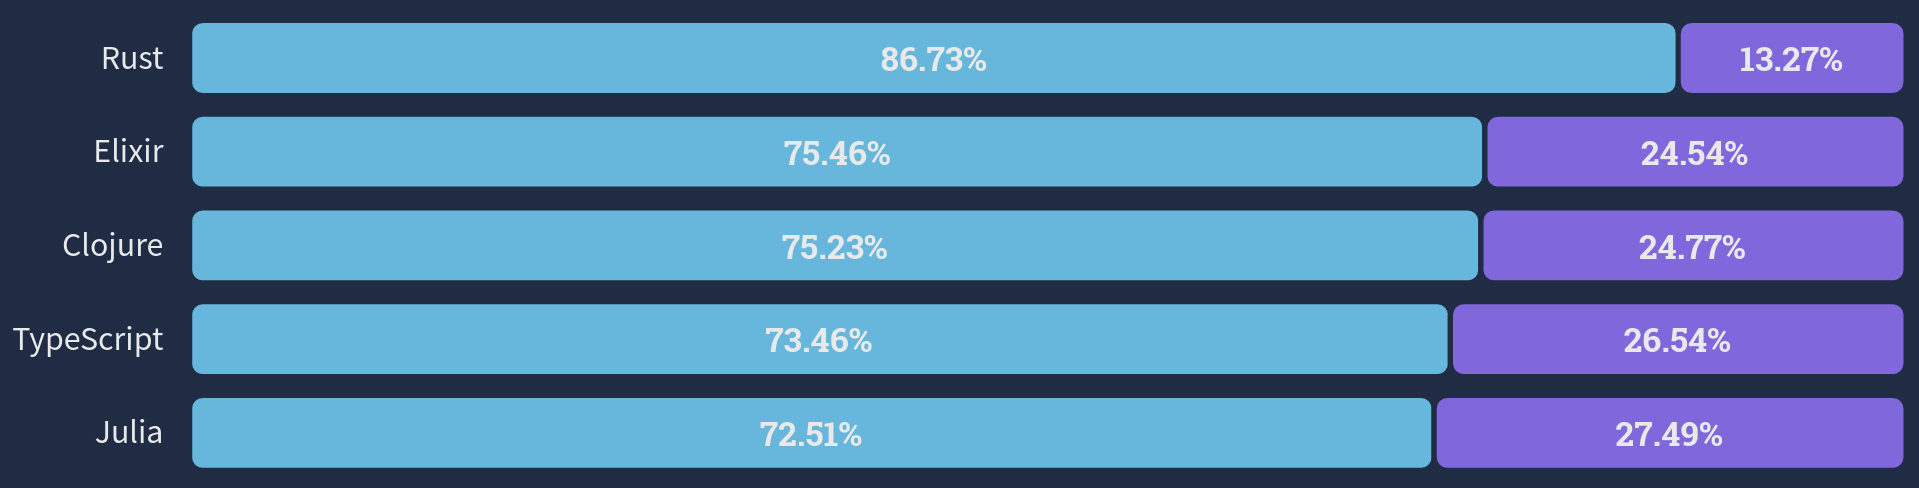 Rust 86.73% 13.27%
Elixir 75.46% 24.54%
Clojure 75.23% 24.77%
TypeScript 73.46% 26.54%
Julia 72.51% 27.49%